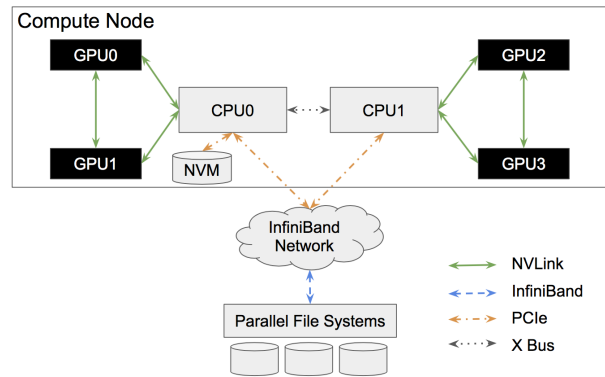 Compute Node
GPU0
GPU2
CPU0
CPU1
GPU1
NVM
GPU3
InfiniBand
Network
NVLink
InfiniBand
Parallel File Systems
PCIe
X Bus